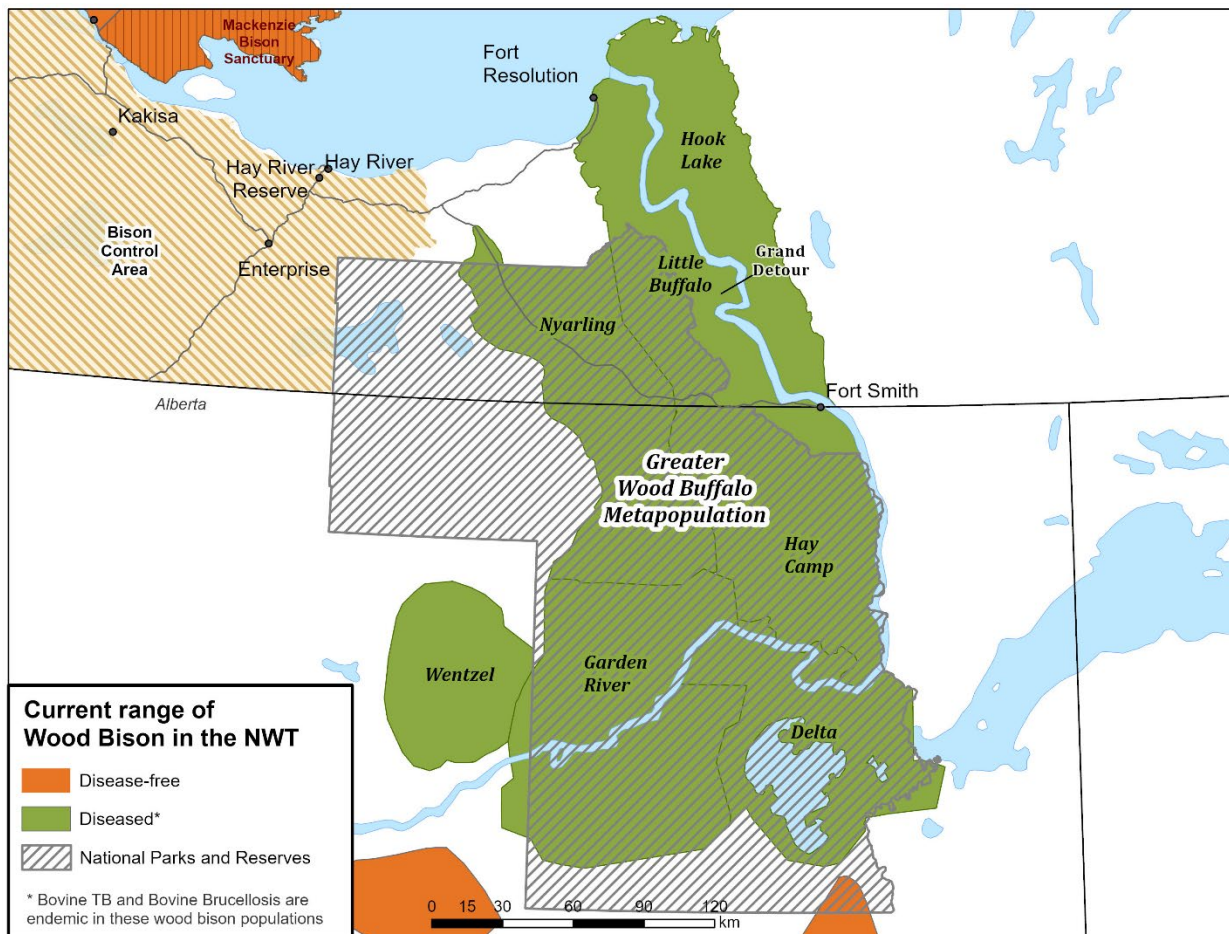 Mackenzie
Bison
Sanctuary
Fort
Resolution
Kakisa
Hay River
Hay River
Reserve
Hook
Lake
Bison
Control
Area
Enterprise
Little
Buffalo
Grand
Detour
Nyarling
Alberta
Fort Smith
Greater
Wood Buffalo
Metapopulation
Hay
Camp
Wentzel
Garden
River
Delta
Current range of
Wood Bison in the NWT
Disease-free
Diseased*
National Parks and Reserves
* Bovine TB and Bovine Brucellosis are
endemic in these wood bison populations
0 15 30 60 90 120
km